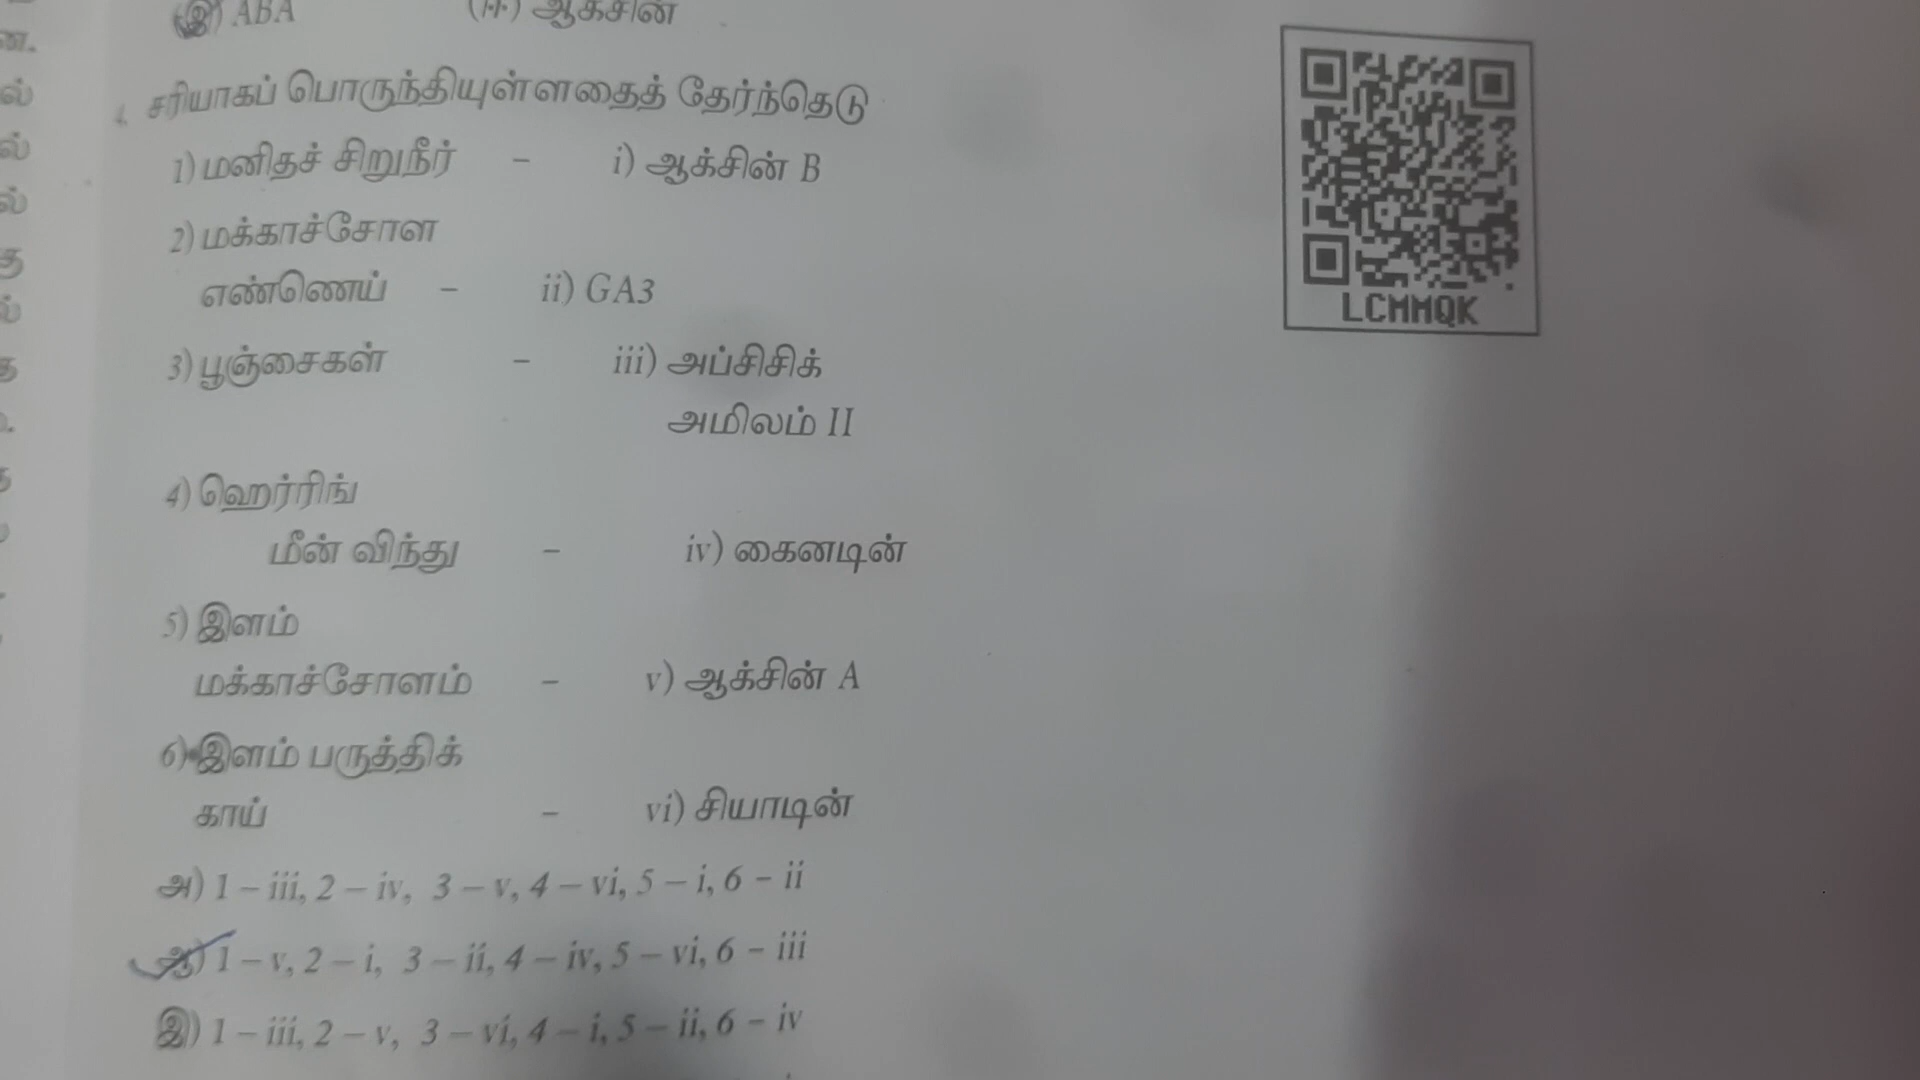 இ) ABA (ஈ) ஆக்சின்
4. சரியாகப் பொருந்தியுள்ளதைத் தேர்ந்தெடு
1) மனிதச் சிறுநீர் – i) ஆக்சின் B
2) மக்காச்சோள
எண்ணெய் – ii) GA3
3) பூஞ்சைகள் – iii) அப்சிசிக்
அமிலம் II
4) ஹெர்ரிங்
மீன் விந்து – iv) கைனடின்
5) இளம்
மக்காச்சோளம் – v) ஆக்சின் A
6) இளம் பருத்திக்
காய் – vi) சியாடின்
அ) 1 – iii, 2 – iv, 3 – v, 4 – vi, 5 – i, 6 – ii
ஆ) 1 – v, 2 – i, 3 – ii, 4 – iv, 5 – vi, 6 – iii
இ) 1 – iii, 2 – v, 3 – vi, 4 – i, 5 – ii, 6 – iv
LCMMQK